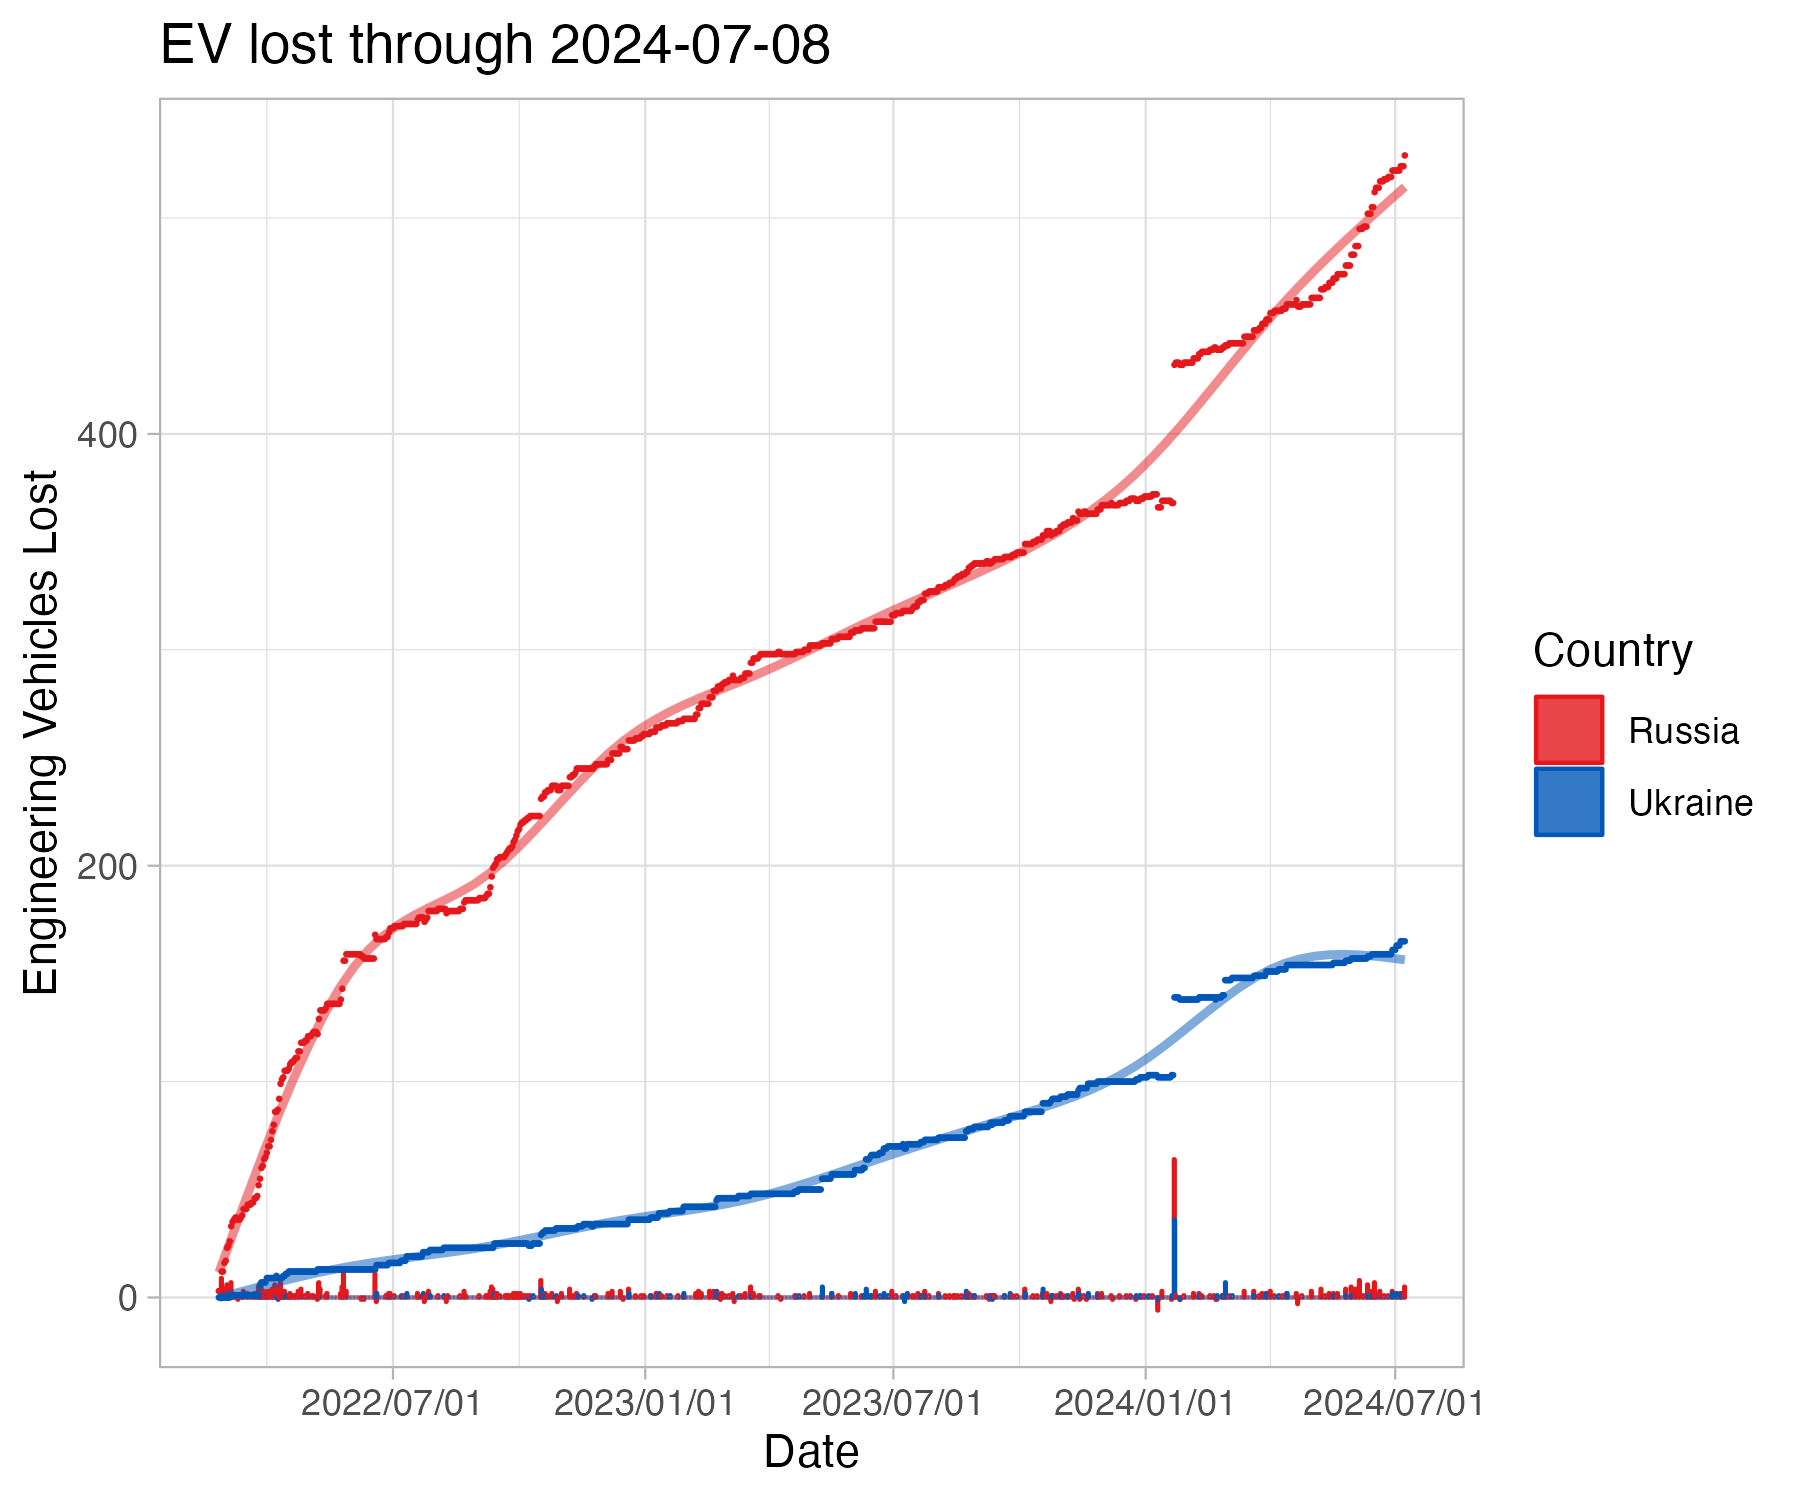 EV lost through 2024-07-08
Engineering Vehicles Lost
400
200
0
2022/07/01
2023/01/01
2023/07/01
2024/01/01
2024/07/01
Date
Country
Russia
Ukraine